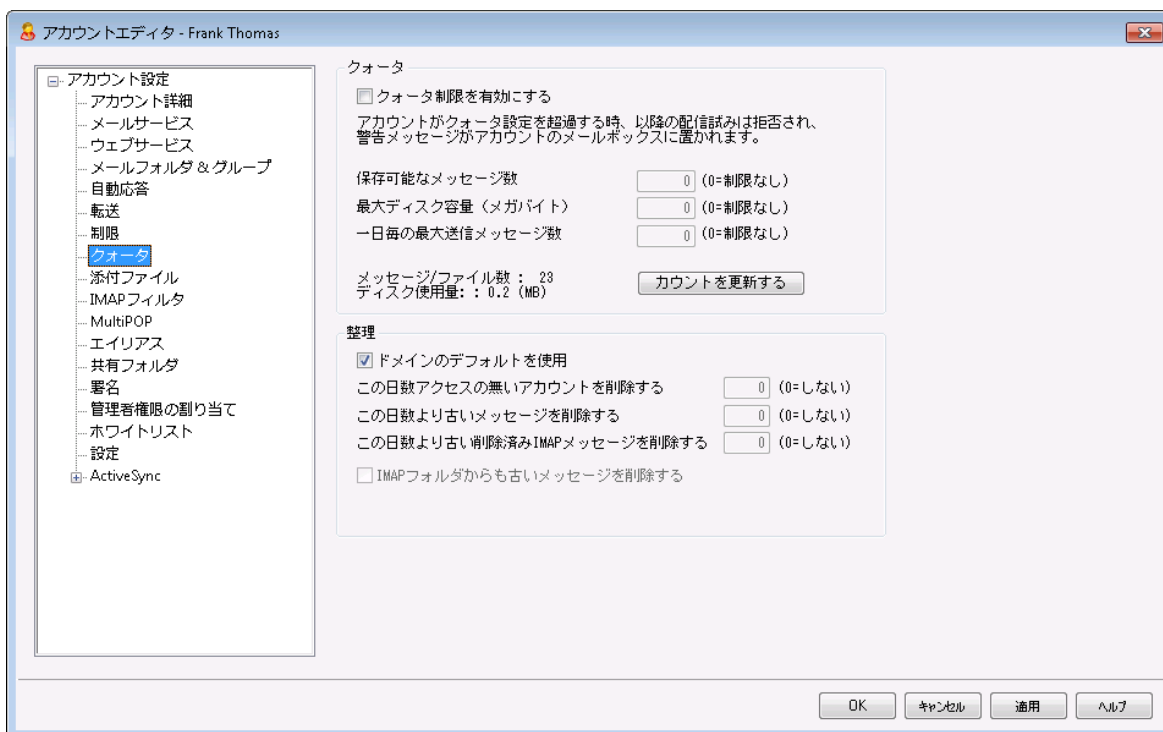 アカウントエディタ - Frank Thomas
アカウント設定
アカウント詳細
メールサービス
ウェブサービス
メールフォルダ & グループ
自動応答
転送
制限
クォータ
添付ファイル
IMAPフィルタ
MultiPOP
エイリアス
共有フォルダ
署名
管理者権限の割り当て
ホワイトリスト
設定
ActiveSync
クォータ
クォータ制限を有効にする
アカウントがクォータ設定を超過する時、以降の配信試みは拒否され、
警告メッセージがアカウントのメールボックスに置かれます。
保存可能なメッセージ数 0 (0=制限なし)
最大ディスク容量（メガバイト） 0 (0=制限なし)
一日毎の最大送信メッセージ数 0 (0=制限なし)
メッセージ/ファイル数 : 23
ディスク使用量: : 0.2 (MB)
カウントを更新する
整理
ドメインのデフォルトを使用
この日数アクセスの無いアカウントを削除する 0 (0=しない)
この日数より古いメッセージを削除する 0 (0=しない)
この日数より古い削除済みIMAPメッセージを削除する 0 (0=しない)
IMAPフォルダからも古いメッセージを削除する
OK キャンセル 適用 ヘルプ